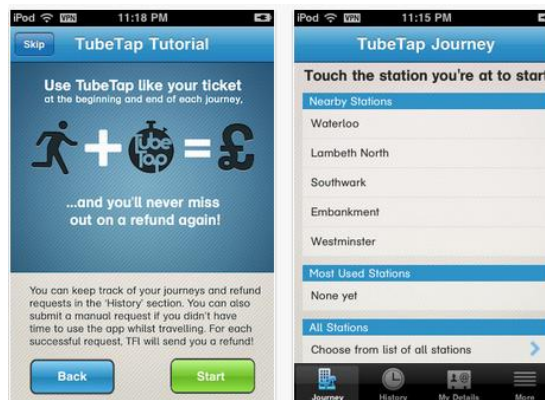 iPod VPN 11:18 PM
Skip TubeTap Tutorial
Use TubeTap like your ticket
at the beginning and end of each journey,
+ Tube Tap = £
...and you'll never miss
out on a refund again!
You can keep track of your journeys and refund
requests in the 'History' section. You can also
submit a manual request if you didn't have
time to use the app whilst travelling. For each
successful request, TFl will send you a refund!
Back Start
iPod VPN 11:15 PM
TubeTap Journey
Touch the station you're at to start
Nearby Stations
Waterloo
Lambeth North
Southwark
Embankment
Westminster
Most Used Stations
None yet
All Stations
Choose from list of all stations
Journey History My Details More